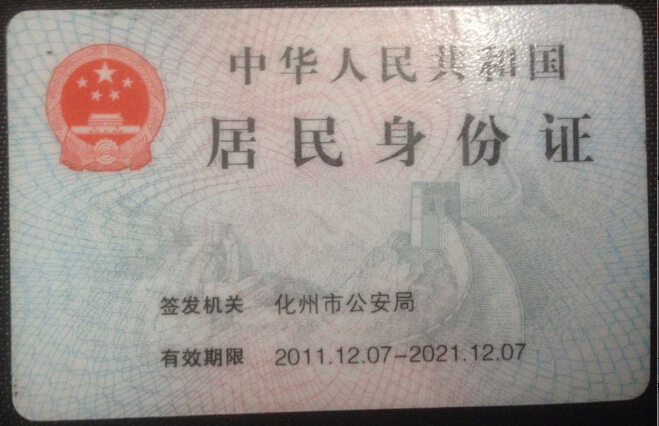 中华人民共和国
居民身份证
签发机关 化州市公安局
有效期限 2011.12.07-2021.12.07